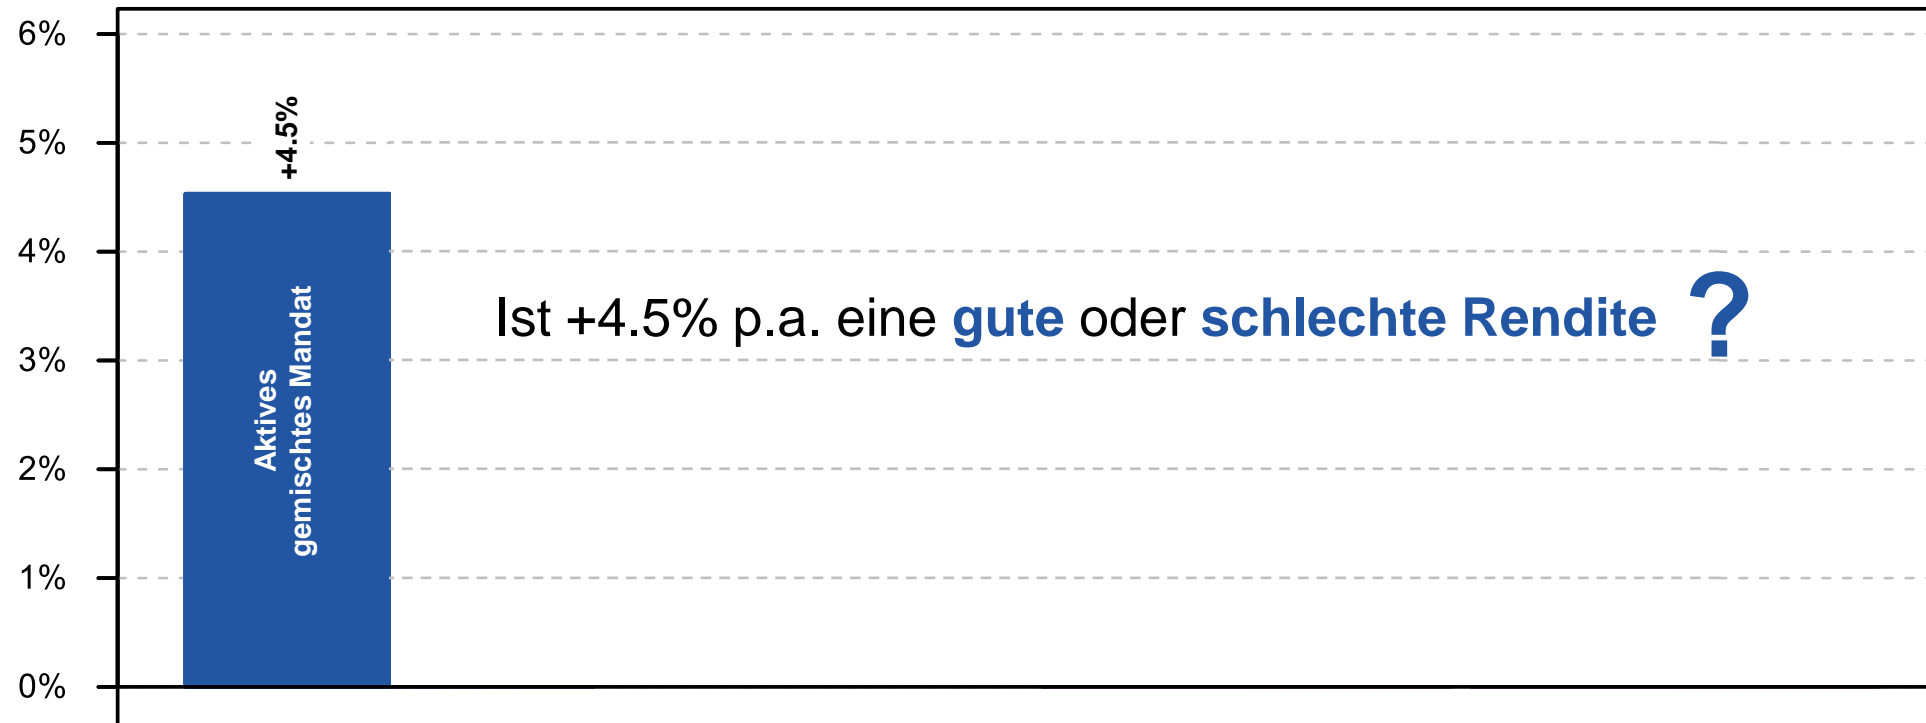 6%
5%
4%
3%
2%
1%
0%
+4.5%
Aktives
gemischtes Mandat
Ist +4.5% p.a. eine gute oder schlechte Rendite ?